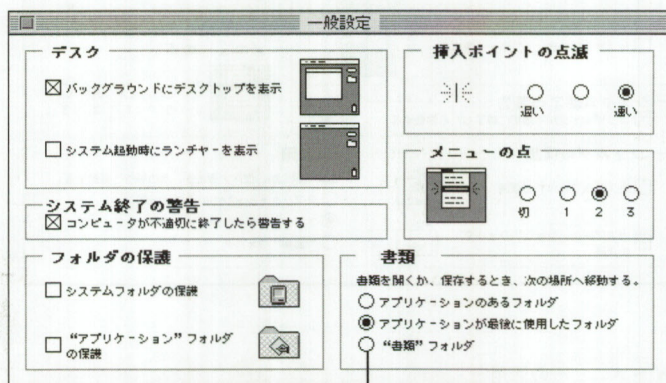 一般設定
デスク
バックグラウンドにデスクトップを表示
システム起動時にランチャーを表示
挿入ポイントの点滅
遅い
速い
メニューの点
切
1
2
3
システム終了の警告
コンピュータが不適切に終了したら警告する
フォルダの保護
システムフォルダの保護
“アプリケーション”フォルダ
の保護
書類
書類を開くか、保存するとき、次の場所へ移動する。
アプリケーションのあるフォルダ
アプリケーションが最後に使用したフォルダ
“書類”フォルダ